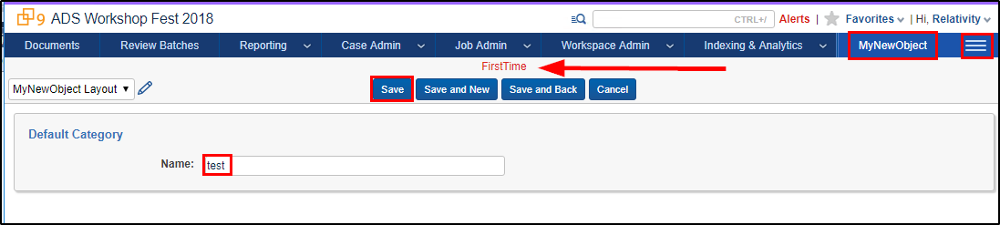 9 ADS Workshop Fest 2018
CTRL+/ Alerts | Favorites | Hi, Relativity
Documents Review Batches Reporting Case Admin Job Admin Workspace Admin Indexing & Analytics MyNewObject
FirstTime
MyNewObject Layout Save Save and New Save and Back Cancel
Default Category
Name: test